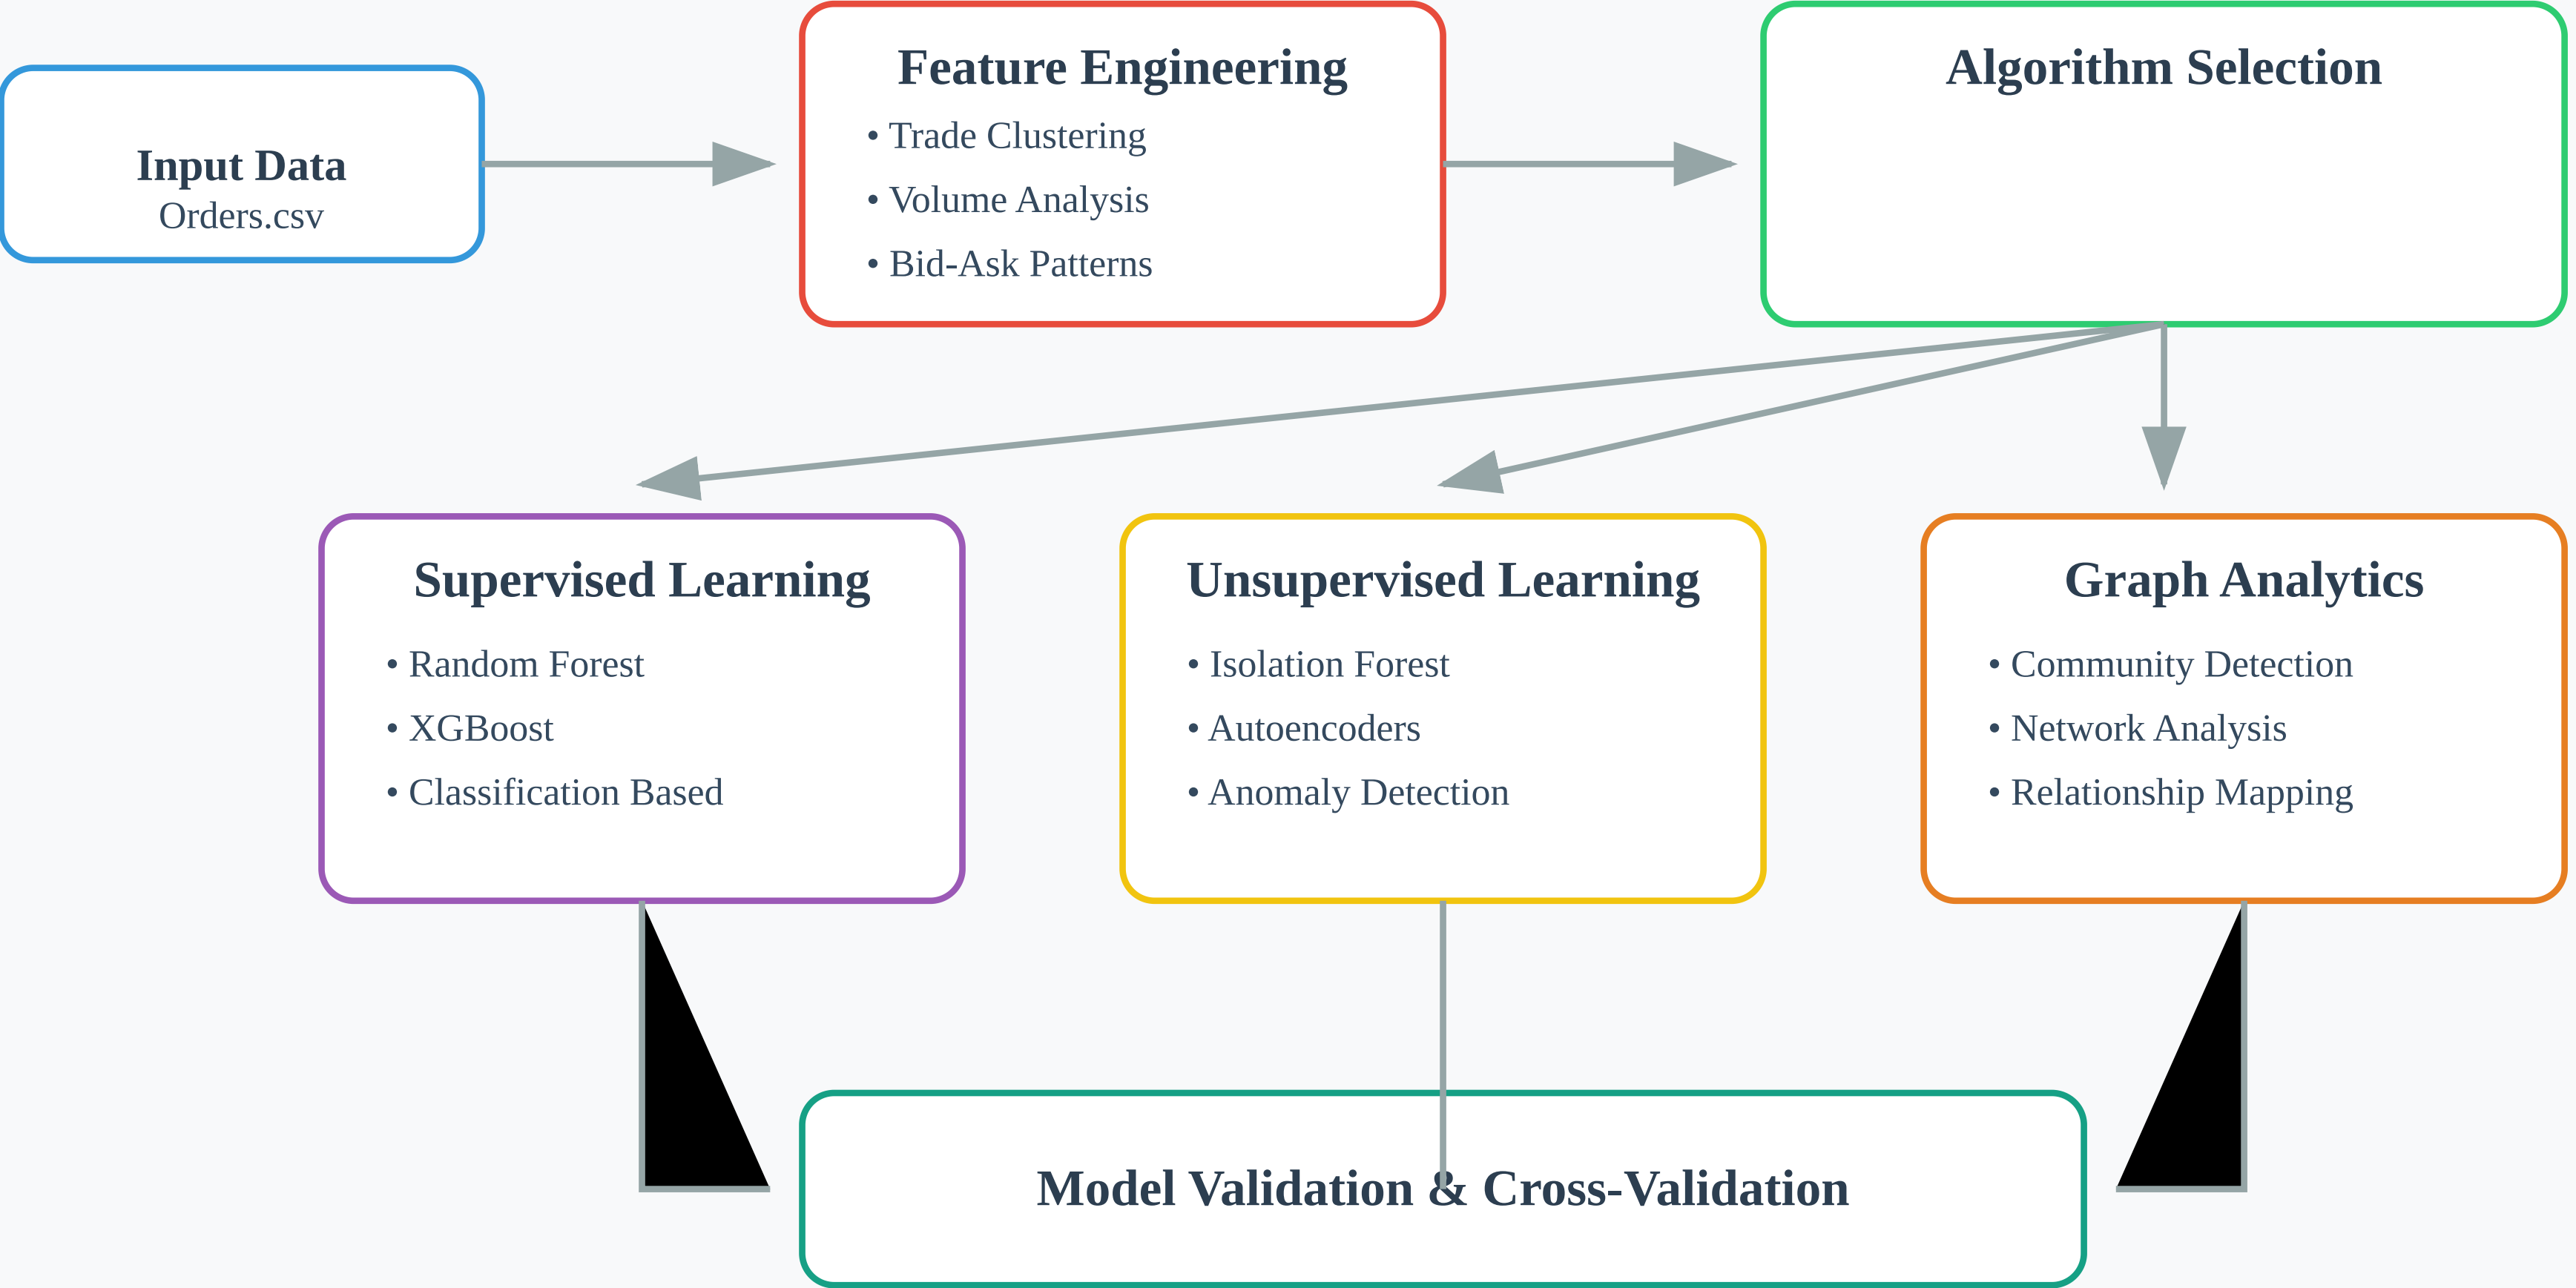 Input Data
Orders.csv
Feature Engineering
• Trade Clustering
• Volume Analysis
• Bid-Ask Patterns
Algorithm Selection
Supervised Learning
• Random Forest
• XGBoost
• Classification Based
Unsupervised Learning
• Isolation Forest
• Autoencoders
• Anomaly Detection
Graph Analytics
• Community Detection
• Network Analysis
• Relationship Mapping
Model Validation & Cross-Validation